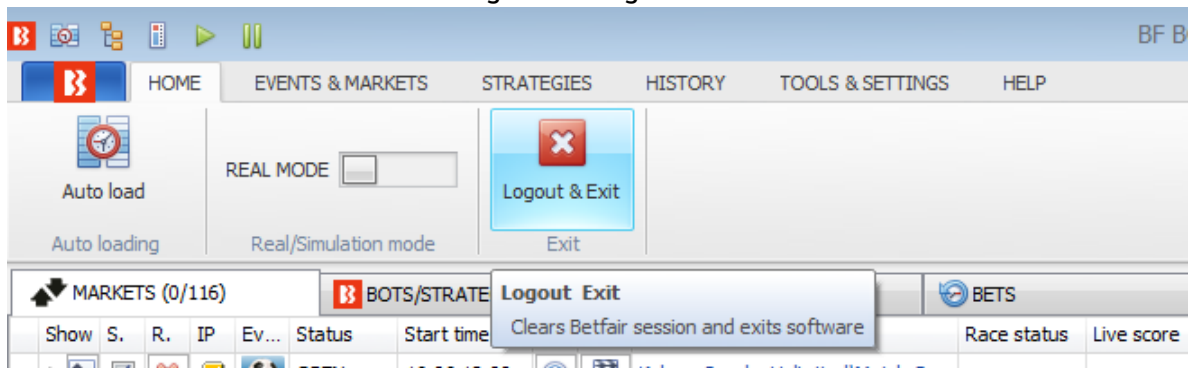 BF B
HOME EVENTS & MARKETS STRATEGIES HISTORY TOOLS & SETTINGS HELP
Auto load
REAL MODE
Logout & Exit
Auto loading Real/Simulation mode Exit
MARKETS (0/116) BOTS/STRATE BETS
Logout Exit
Clears Betfair session and exits software
Show S. R. IP Ev... Status Start time Race status Live score